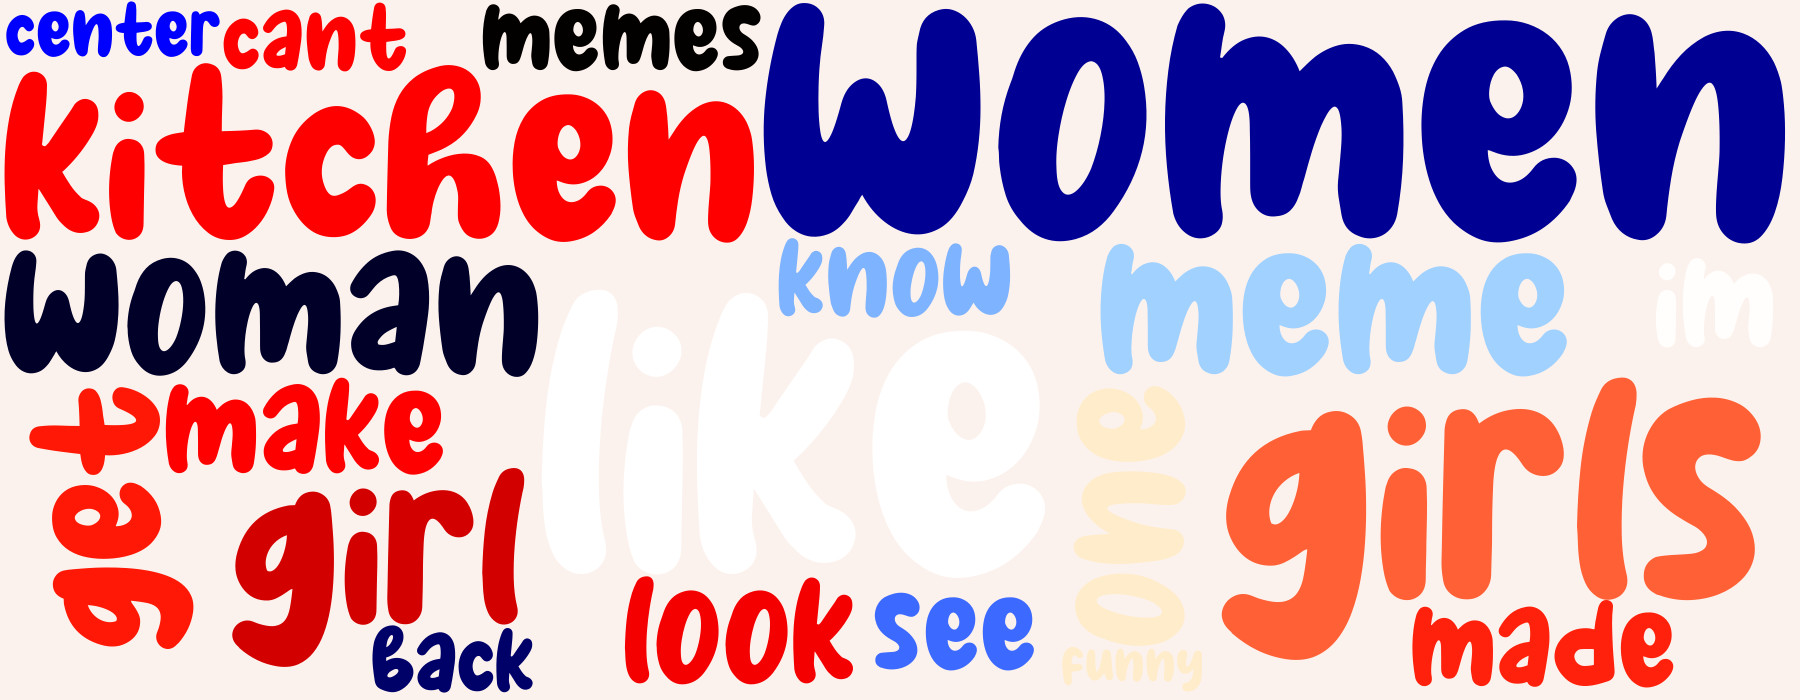 center cant memes women
kitchen
woman know meme im
like
get make one girls
girl
look see made
back funny